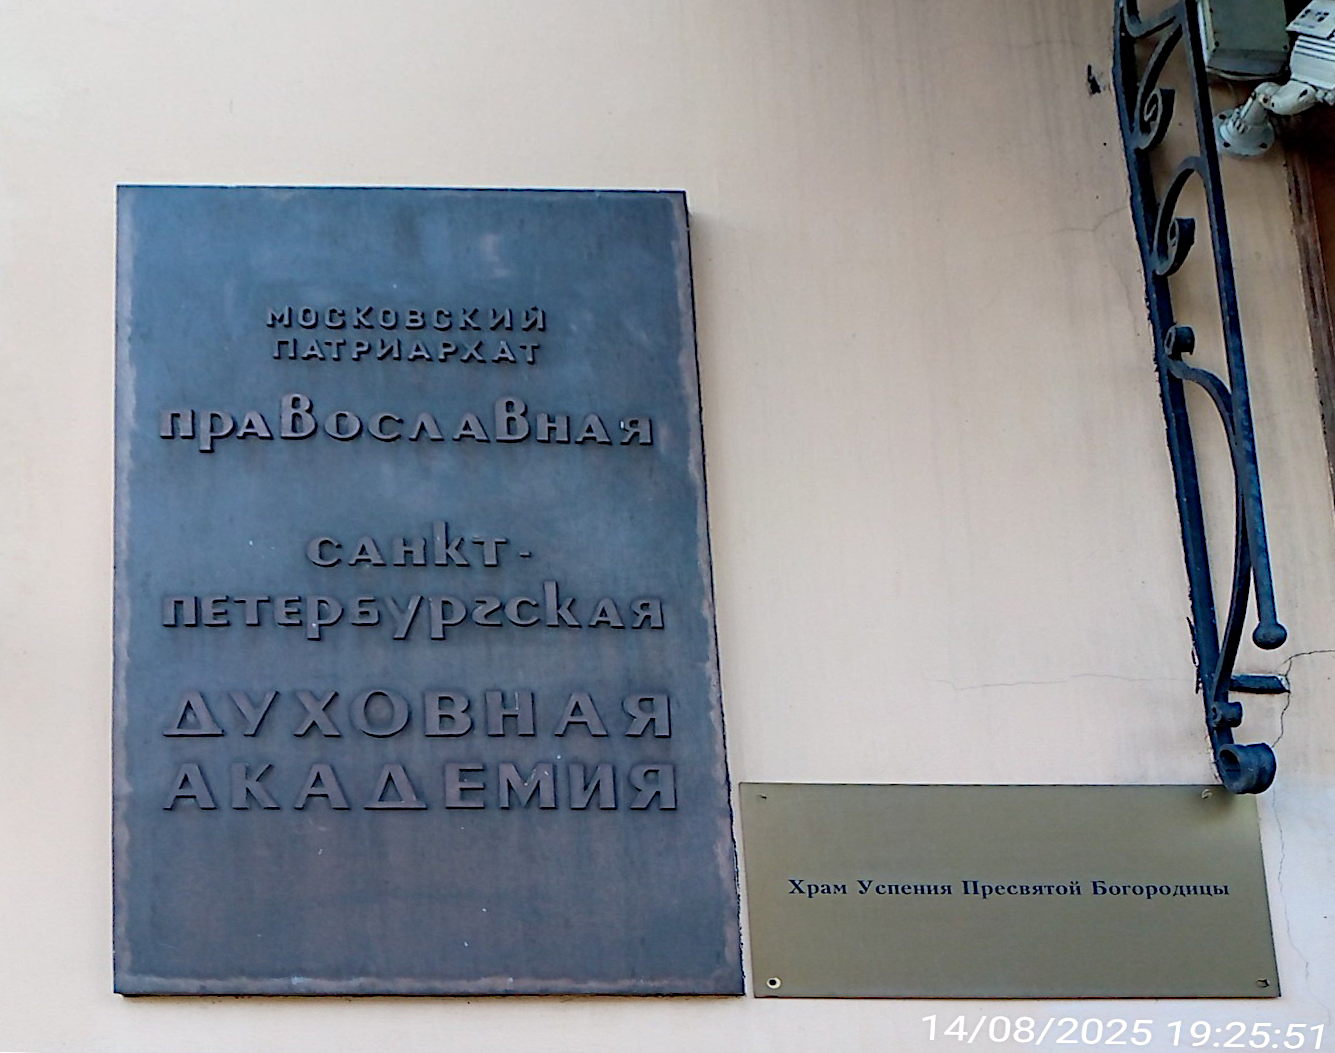 МОСКОВСКИЙ
ПАТРИАРХАТ
ПРАВОСЛАВНАЯ
САНКТ-
ПЕТЕРБУРГСКАЯ
ДУХОВНАЯ
АКАДЕМИЯ
Храм Успения Пресвятой Богородицы
14/08/2025 19:25:51